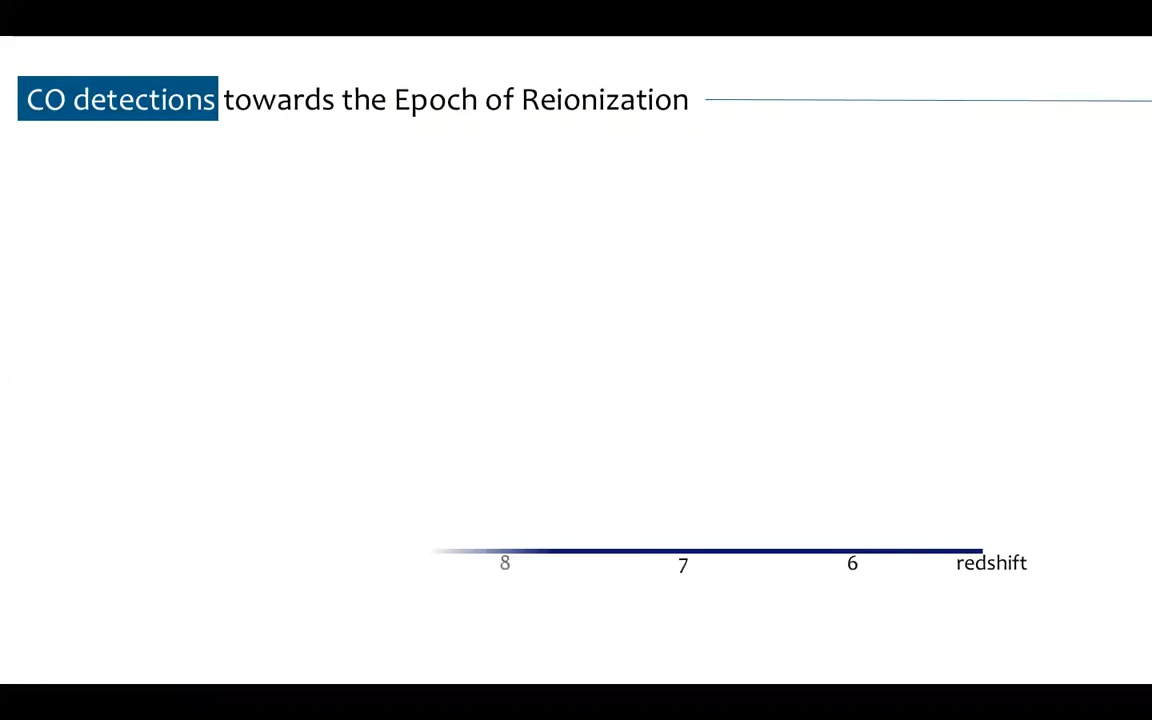 CO detections towards the Epoch of Reionization
8 7 6 redshift